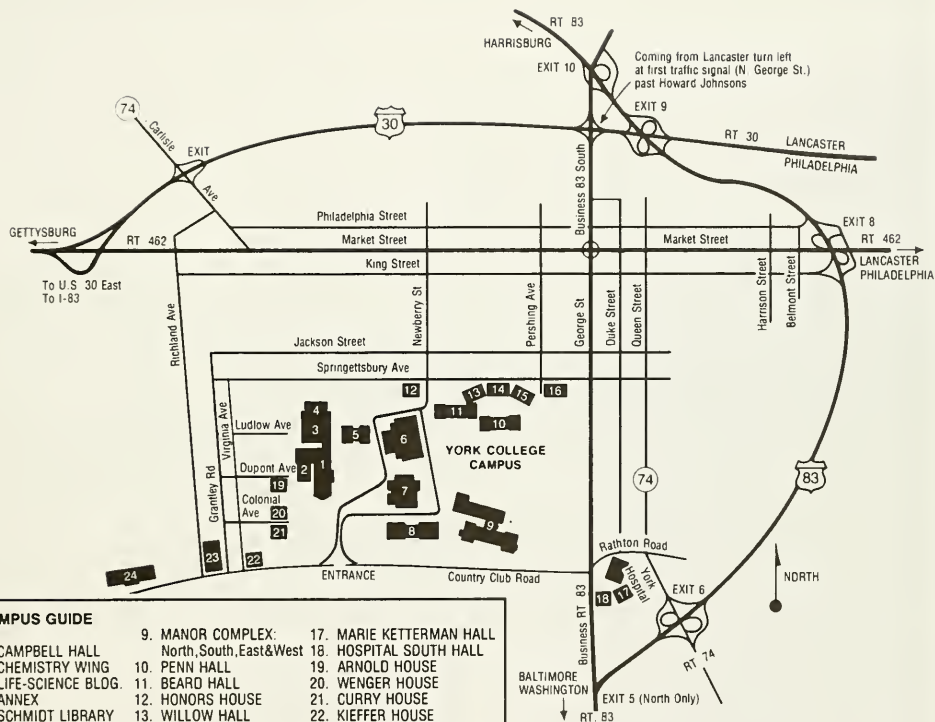 RT 83
HARRISBURG
EXIT 10
Coming from Lancaster turn left
at first traffic signal (N. George St.)
past Howard Johnsons
EXIT 9
74
Carlisle
Ave
EXIT
30
RT 30
LANCASTER
PHILADELPHIA
Business 83 South
Philadelphia Street
EXIT 8
GETTYSBURG
RT 462
Market Street
Market Street
RT 462
LANCASTER
PHILADELPHIA
King Street
To U.S 30 East
To I-83
Richland Ave
Newberry St
Pershing Ave
George St
Duke Street
Queen Street
Harrison Street
Belmont Street
Jackson Street
Springettsbury Ave
12
13
14
15
16
4
3
5
6
11
10
Virginia Ave
Ludlow Ave
YORK COLLEGE
CAMPUS
Grantley Rd
Dupont Ave
2
1
19
7
74
83
Colonial
Ave
20
21
8
9
23
22
24
ENTRANCE
Country Club Road
Rathton Road
York
Hospital
18
17
EXIT 6
NORTH
RT 74
Business RT 83
BALTIMORE
WASHINGTON
EXIT 5 (North Only)
RT. 83
MPUS GUIDE
CAMPBELL HALL
CHEMISTRY WING
LIFE-SCIENCE BLDG.
ANNEX
SCHMIDT LIBRARY
9. MANOR COMPLEX:
North,South,East&West
10. PENN HALL
11. BEARD HALL
12. HONORS HOUSE
13. WILLOW HALL
17. MARIE KETTERMAN HALL
18. HOSPITAL SOUTH HALL
19. ARNOLD HOUSE
20. WENGER HOUSE
21. CURRY HOUSE
22. KIEFFER HOUSE